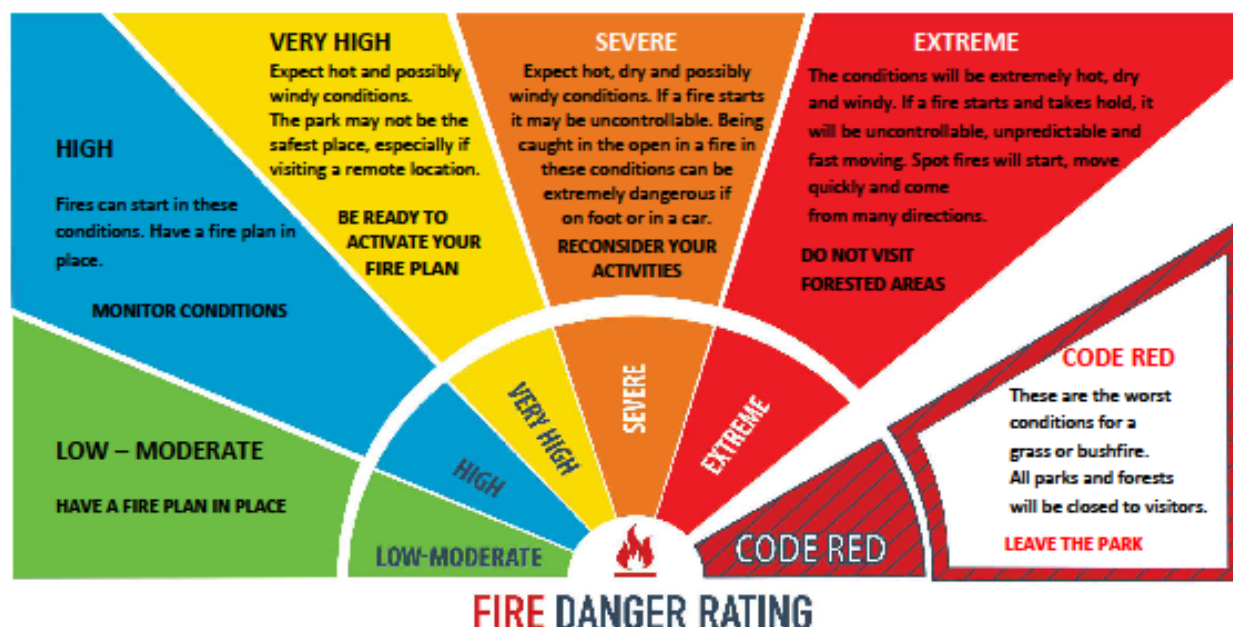 VERY HIGH
Expect hot and possibly
windy conditions.
The park may not be the
safest place, especially if
visiting a remote location.
BE READY TO
ACTIVATE YOUR
FIRE PLAN
SEVERE
Expect hot, dry and possibly
windy conditions. If a fire starts
it may be uncontrollable. Being
caught in the open in a fire in
these conditions can be
extremely dangerous if
on foot or in a car.
RECONSIDER YOUR
ACTIVITIES
EXTREME
The conditions will be extremely hot, dry
and windy. If a fire starts and takes hold, it
will be uncontrollable, unpredictable and
fast moving. Spot fires will start, move
quickly and come
from many directions.
DO NOT VISIT
FORESTED AREAS
HIGH
Fires can start in these
conditions. Have a fire plan in
place.
MONITOR CONDITIONS
LOW – MODERATE
HAVE A FIRE PLAN IN PLACE
CODE RED
These are the worst
conditions for a
grass or bushfire.
All parks and forests
will be closed to visitors.
LEAVE THE PARK
LOW-MODERATE
HIGH
VERY HIGH
SEVERE
EXTREME
CODE RED
FIRE DANGER RATING